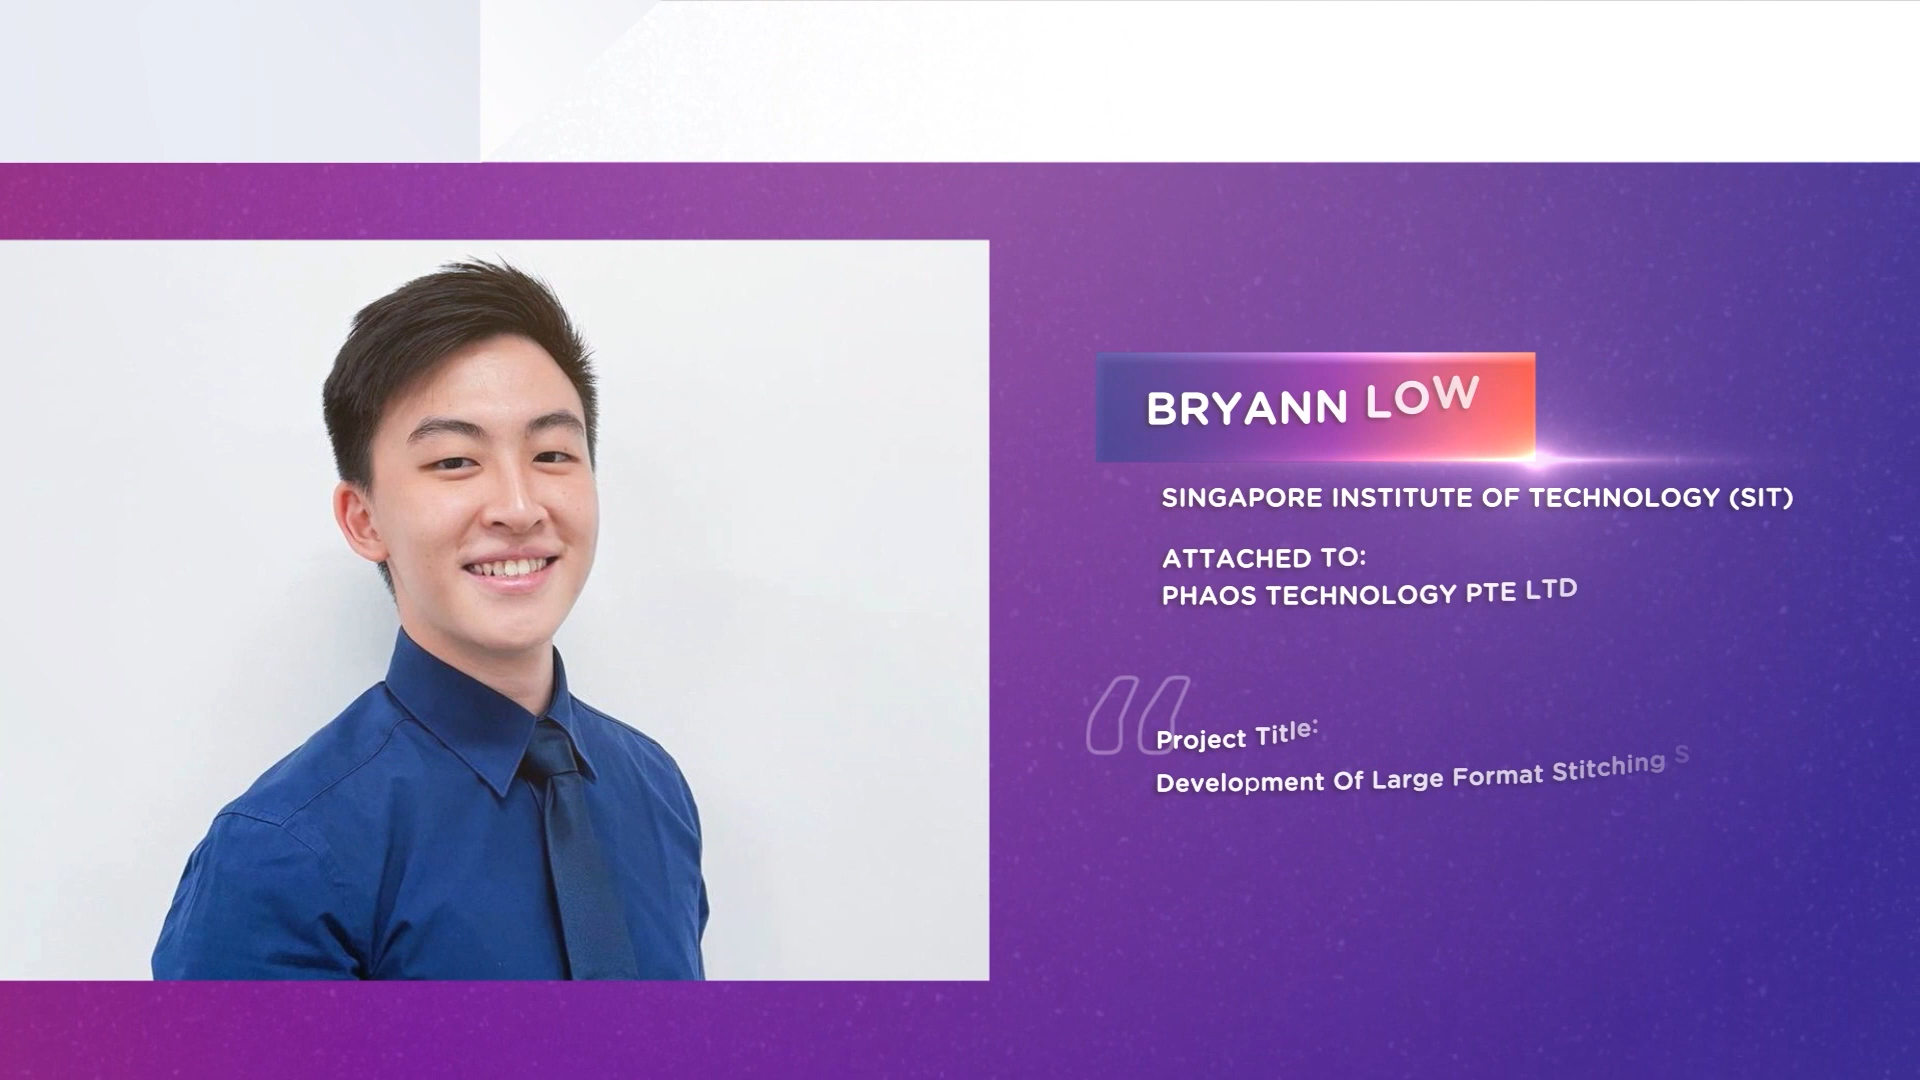 BRYANN LOW
SINGAPORE INSTITUTE OF TECHNOLOGY (SIT)
ATTACHED TO:
PHAOS TECHNOLOGY PTE LTD
Project Title:
Development Of Large Format Stitching S